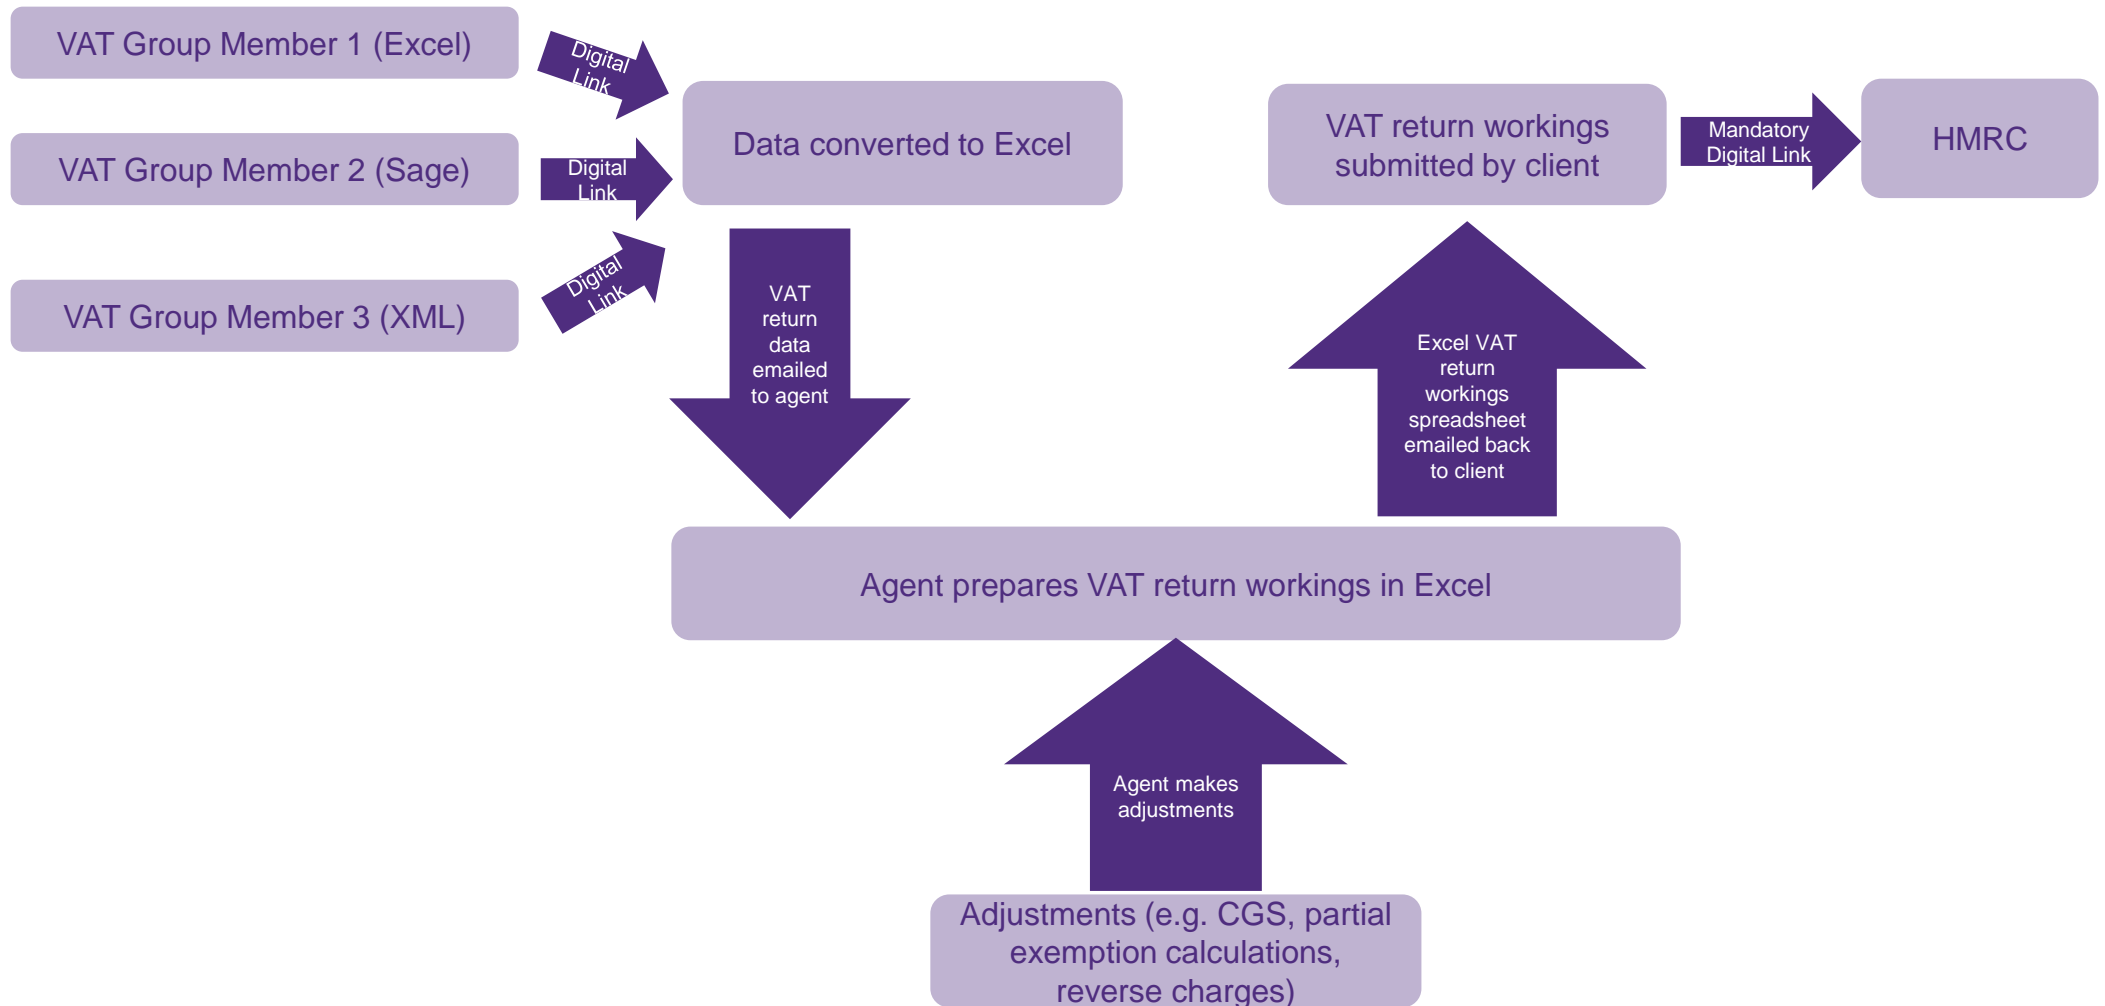 VAT Group Member 1 (Excel)
Digital
Link
VAT Group Member 2 (Sage)
Digital
Link
VAT Group Member 3 (XML)
Digital
Link
Data converted to Excel
VAT
return
data
emailed
to agent
Agent prepares VAT return workings in Excel
Agent makes
adjustments
Adjustments (e.g. CGS, partial
exemption calculations,
reverse charges)
Excel VAT
return
workings
spreadsheet
emailed back
to client
VAT return workings
submitted by client
Mandatory
Digital Link
HMRC